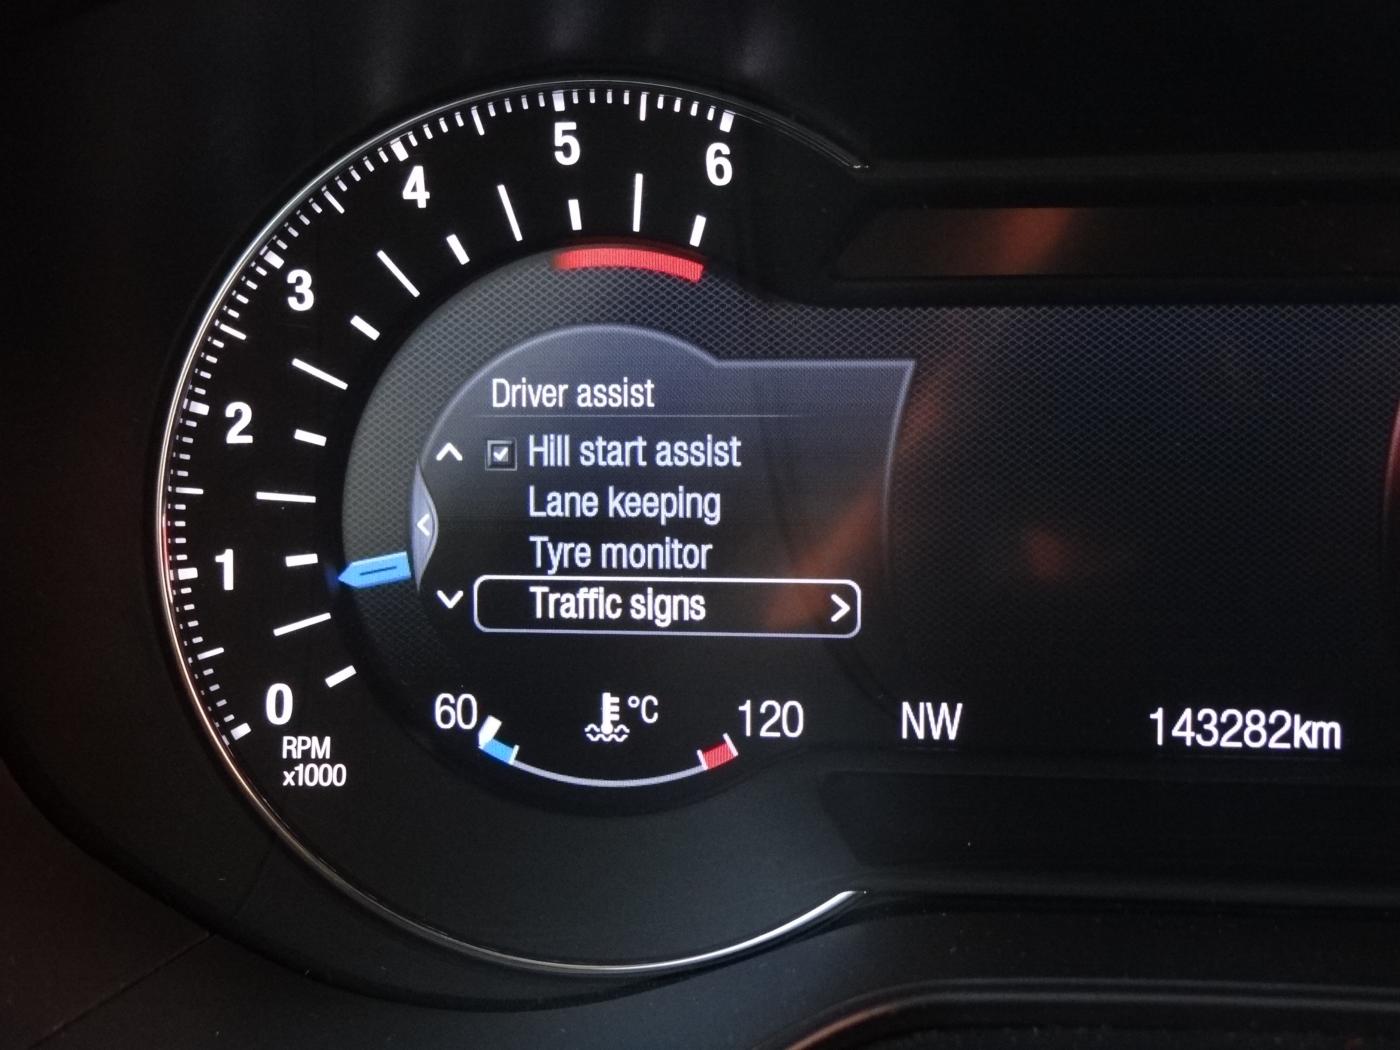 6
5
4
3
2
1
0
RPM
x1000
Driver assist
Hill start assist
Lane keeping
Tyre monitor
Traffic signs
60
°C
120
NW
143282km